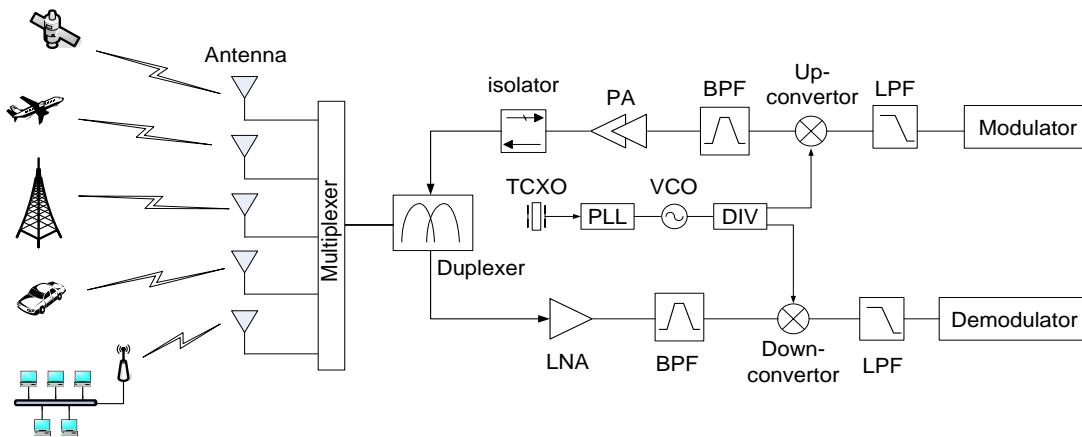 Antenna
Multiplexer
Duplexer
isolator
PA
BPF
Up-
convertor
LPF
Modulator
TCXO
PLL
VCO
DIV
LNA
BPF
Down-
convertor
LPF
Demodulator